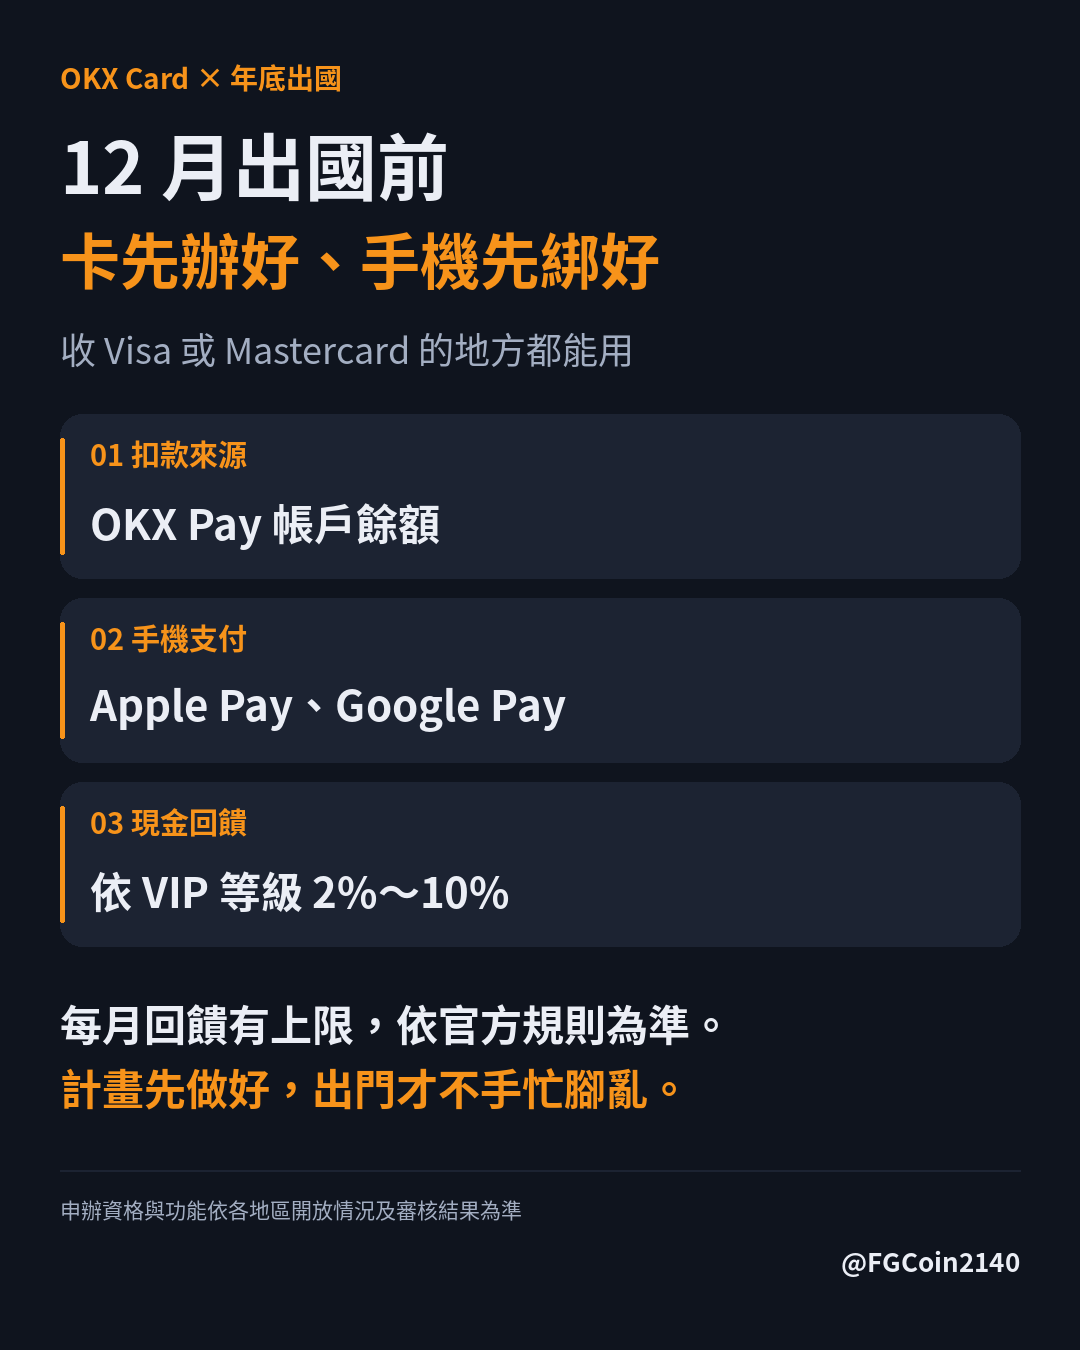 OKX Card × 年底出國
12 月出國前
卡先辦好、手機先綁好
收 Visa 或 Mastercard 的地方都能用
01 扣款來源
OKX Pay 帳戶餘額
02 手機支付
Apple Pay、Google Pay
03 現金回饋
依 VIP 等級 2%～10%
每月回饋有上限，依官方規則為準。
計畫先做好，出門才不手忙腳亂。
申辦資格與功能依各地區開放情況及審核結果為準
@FGCoin2140